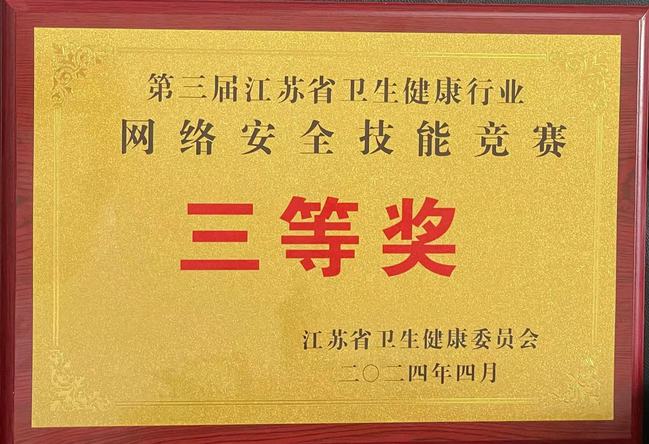 第三届江苏省卫生健康行业
网络安全技能竞赛
三等奖
江苏省卫生健康委员会
二〇二四年四月